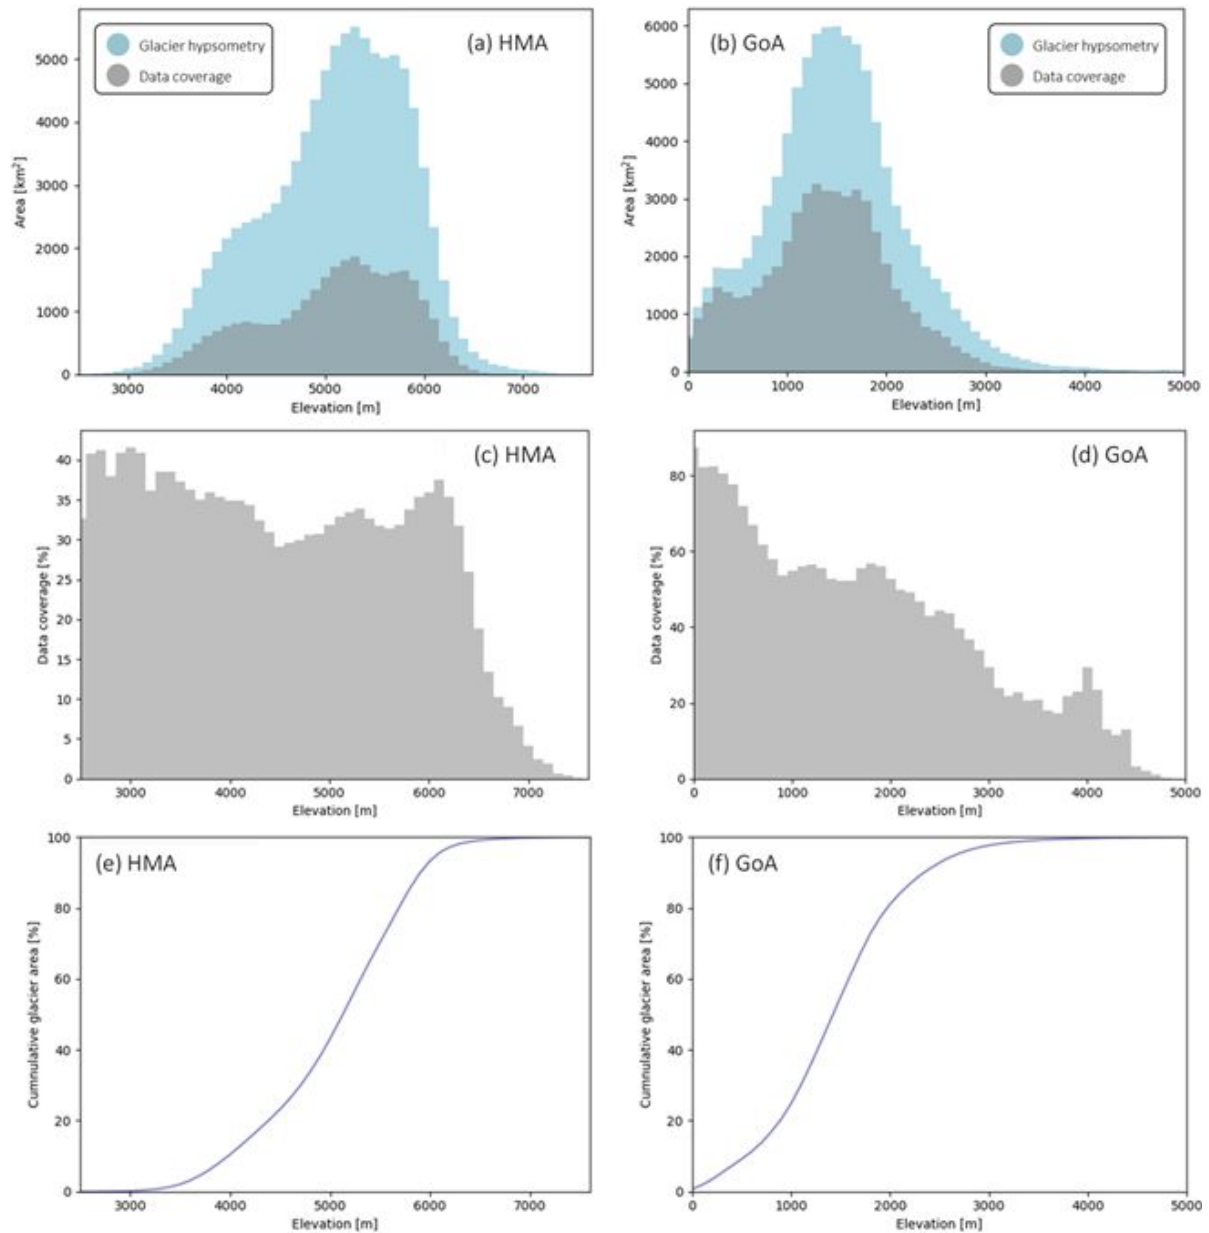 (a) HMA
Glacier hypsometry
Data coverage
Area [km²]
5000
4000
3000
2000
1000
0
3000 4000 5000 6000 7000
Elevation [m]
(b) GoA
Glacier hypsometry
Data coverage
Area [km²]
6000
5000
4000
3000
2000
1000
0
0 1000 2000 3000 4000 5000
Elevation [m]
(c) HMA
Data coverage [%]
40
35
30
25
20
15
10
5
0
3000 4000 5000 6000 7000
Elevation [m]
(d) GoA
Data coverage [%]
80
60
40
20
0
0 1000 2000 3000 4000 5000
Elevation [m]
(e) HMA
Cumnulative glacier area [%]
100
80
60
40
20
0
3000 4000 5000 6000 7000
Elevation [m]
(f) GoA
Cumnulative glacier area [%]
100
80
60
40
20
0
0 1000 2000 3000 4000 5000
Elevation [m]